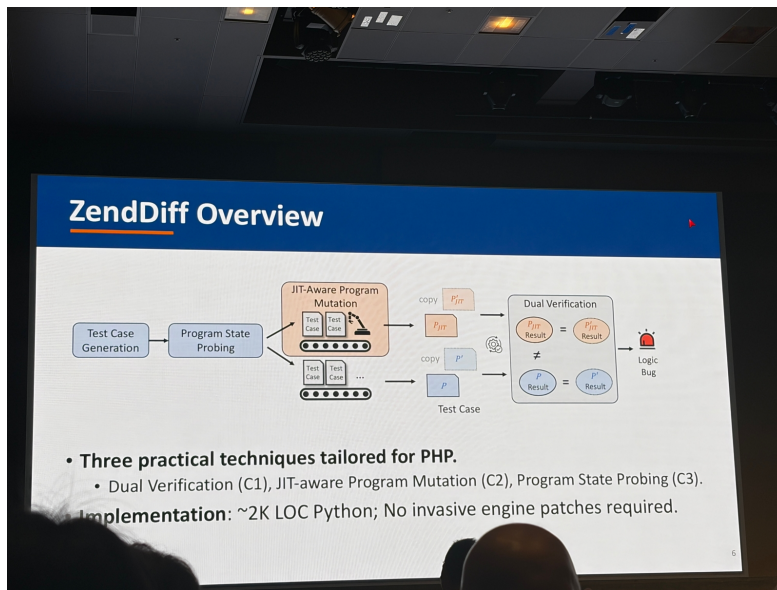 ZendDiff Overview
JIT-Aware Program
Mutation
Test
Case
Test
Case
copy
P'JIT
PJIT
Dual Verification
PJIT
Result
=
P'JIT
Result
≠
P
Result
=
P'
Result
Test Case
Generation
Program State
Probing
Test
Case
Test
Case
...
copy
P'
P
Test Case
Logic
Bug
• Three practical techniques tailored for PHP.
• Dual Verification (C1), JIT-aware Program Mutation (C2), Program State Probing (C3).
• Implementation: ~2K LOC Python; No invasive engine patches required.
6